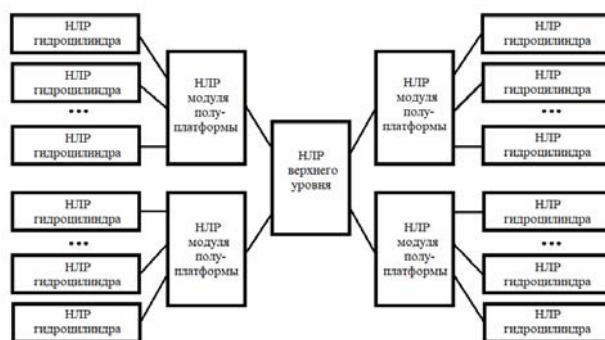 НЛР
гидроцилиндра
НЛР
гидроцилиндра
•••
НЛР
гидроцилиндра
НЛР
модуля
полу-
платформы
НЛР
гидроцилиндра
•••
НЛР
гидроцилиндра
НЛР
гидроцилиндра
НЛР
модуля
полу-
платформы
НЛР
верхнего
уровня
НЛР
модуля
полу-
платформы
НЛР
гидроцилиндра
НЛР
гидроцилиндра
•••
НЛР
гидроцилиндра
НЛР
модуля
полу-
платформы
НЛР
гидроцилиндра
•••
НЛР
гидроцилиндра
НЛР
гидроцилиндра